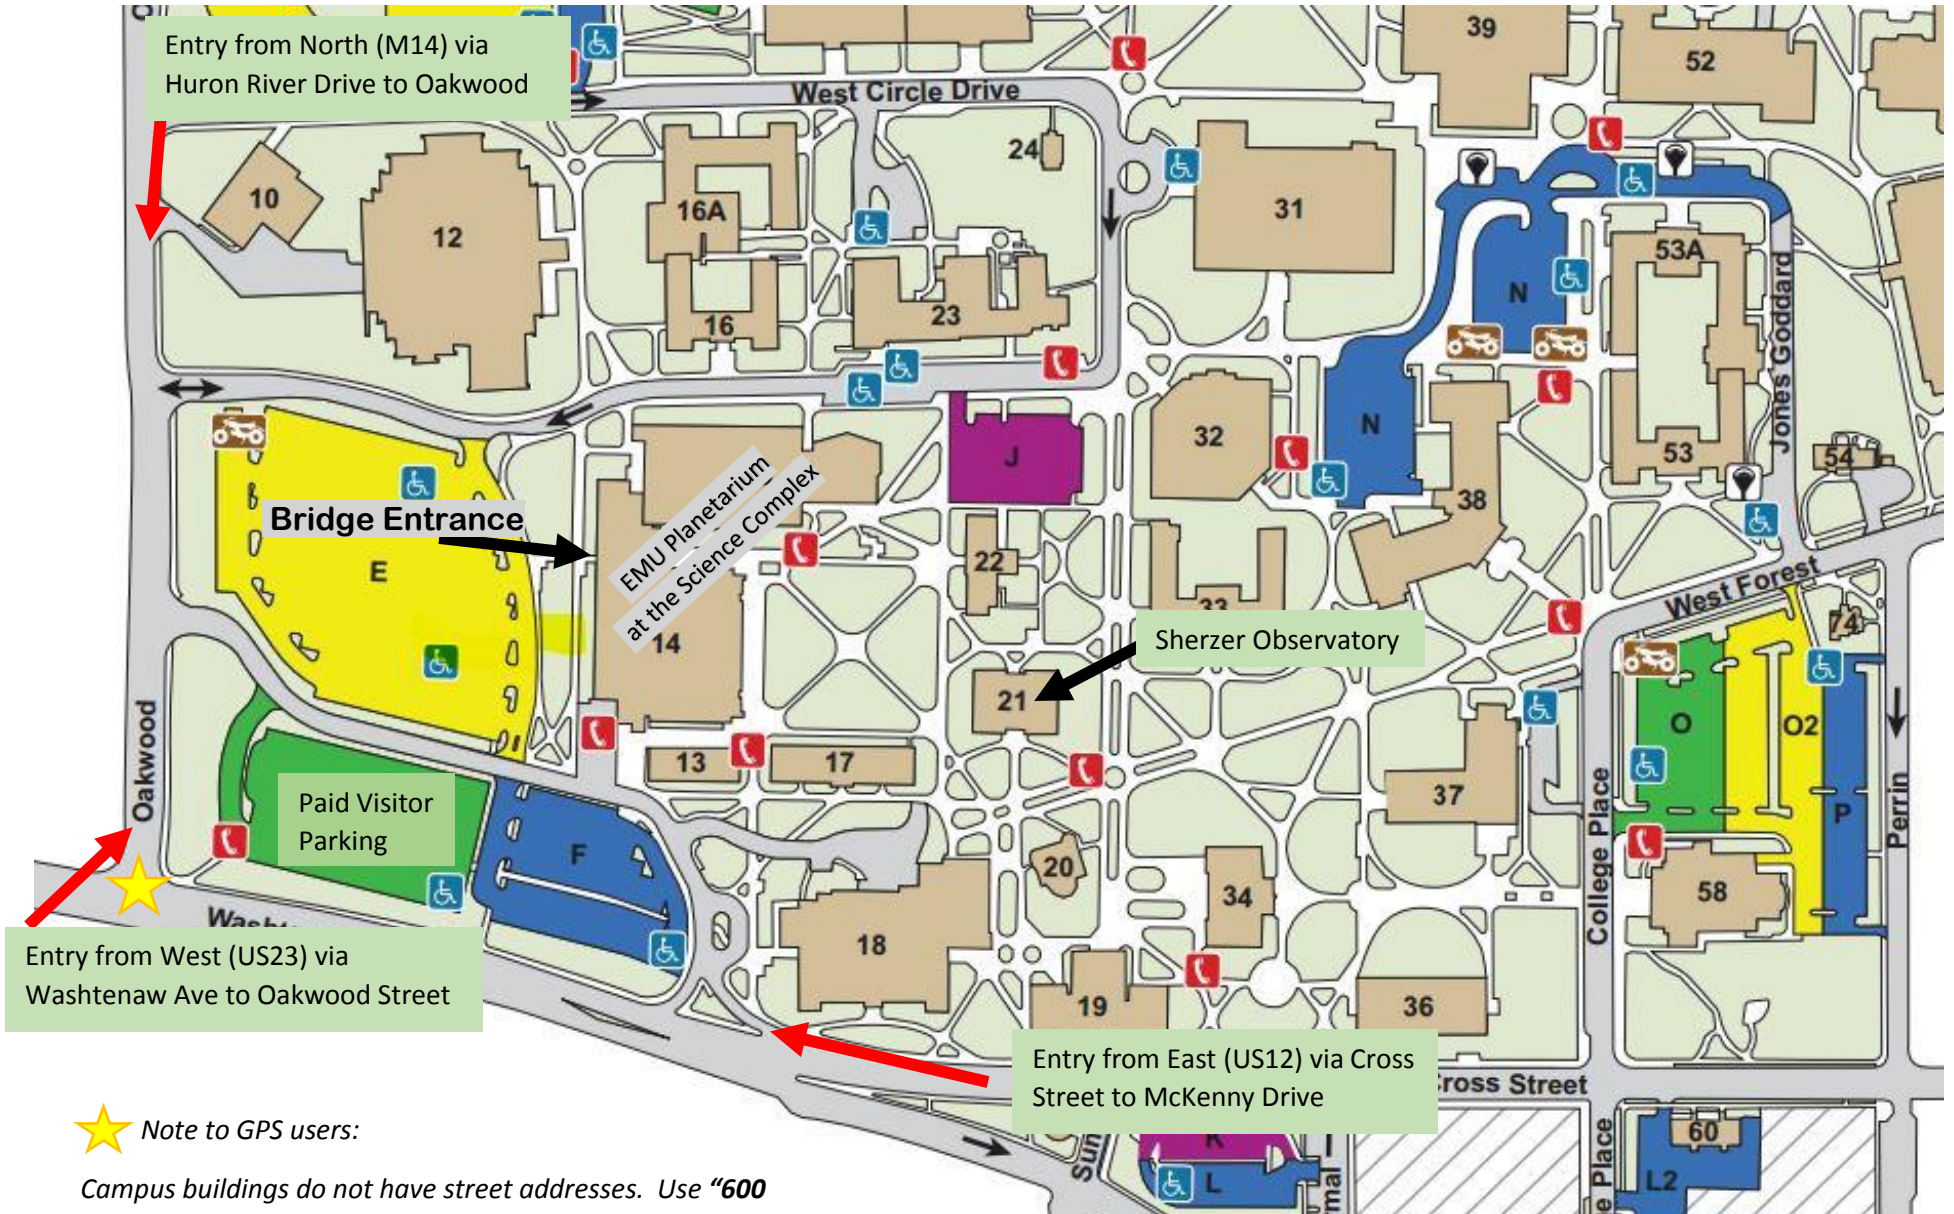 Entry from North (M14) via
Huron River Drive to Oakwood
West Circle Drive
39
52
24
10
12
16A
31
53A
N
16
23
Jones Goddard
32
N
J
53
54
38
Bridge Entrance
EMU Planetarium
at the Science Complex
E
22
West Forest
33
74
14
Sherzer Observatory
21
O
O2
Oakwood
13
17
37
P
Perrin
College Place
Paid Visitor
Parking
F
20
34
58
18
Entry from West (US23) via
Washtenaw Ave to Oakwood Street
19
36
Entry from East (US12) via Cross
Street to McKenny Drive
ross Street
Note to GPS users:
K
60
L
L2
e Place
Sun
mal
Campus buildings do not have street addresses. Use “600